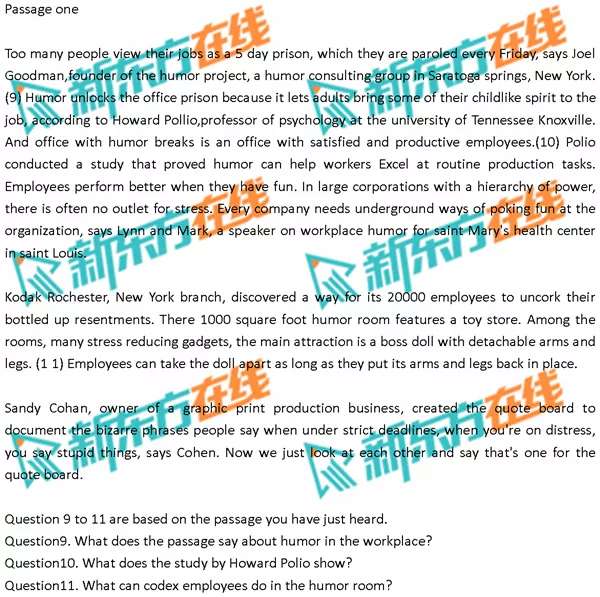 Passage one
Too many people view their jobs as a 5 day prison, which they are paroled every Friday, says Joel
Goodman,founder of the humor project, a humor consulting group in Saratoga springs, New York.
(9) Humor unlocks the office prison because it lets adults bring some of their childlike spirit to the
job, according to Howard Pollio,professor of psychology at the university of Tennessee Knoxville.
And office with humor breaks is an office with satisfied and productive employees.(10) Polio
conducted a study that proved humor can help workers Excel at routine production tasks.
Employees perform better when they have fun. In large corporations with a hierarchy of power,
there is often no outlet for stress. Every company needs underground ways of poking fun at the
organization, says Lynn and Mark, a speaker on workplace humor for saint Mary's health center
in saint Louis.
Kodak Rochester, New York branch, discovered a way for its 20000 employees to uncork their
bottled up resentments. There 1000 square foot humor room features a toy store. Among the
rooms, many stress reducing gadgets, the main attraction is a boss doll with detachable arms and
legs. (1 1) Employees can take the doll apart as long as they put its arms and legs back in place.
Sandy Cohan, owner of a graphic print production business, created the quote board to
document the bizarre phrases people say when under strict deadlines, when you're on distress,
you say stupid things, says Cohen. Now we just look at each other and say that's one for the
quote board.
Question 9 to 11 are based on the passage you have just heard.
Question9. What does the passage say about humor in the workplace?
Question10. What does the study by Howard Polio show?
Question11. What can codex employees do in the humor room?
新东方在线
新东方在线
新东方在线
新东方在线
新东方在线
新东方在线